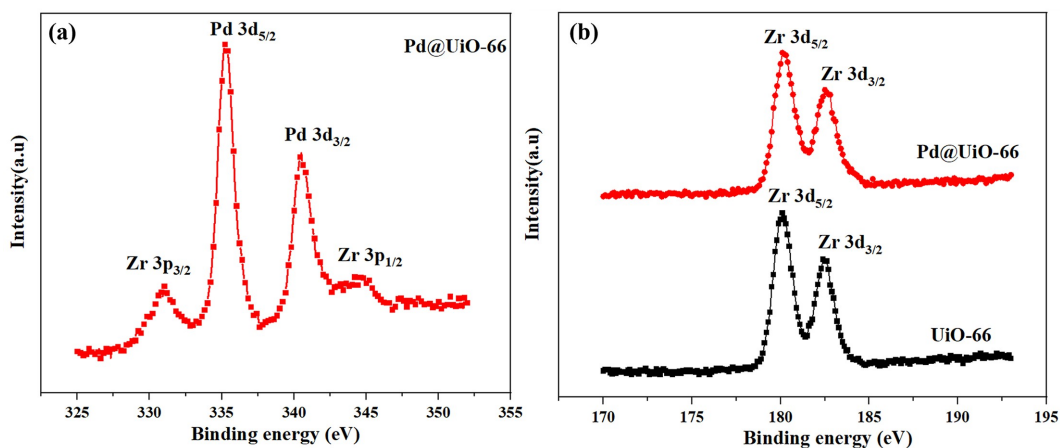 (a)
Pd 3d5/2
Pd@UiO-66
Pd 3d3/2
Zr 3p3/2
Zr 3p1/2
Intensity(a.u)
325 330 335 340 345 350 355
Binding energy (eV)
(b)
Zr 3d5/2
Zr 3d3/2
Pd@UiO-66
Zr 3d5/2
Zr 3d3/2
UiO-66
Intensity(a.u)
170 175 180 185 190 195
Binding energy (eV)